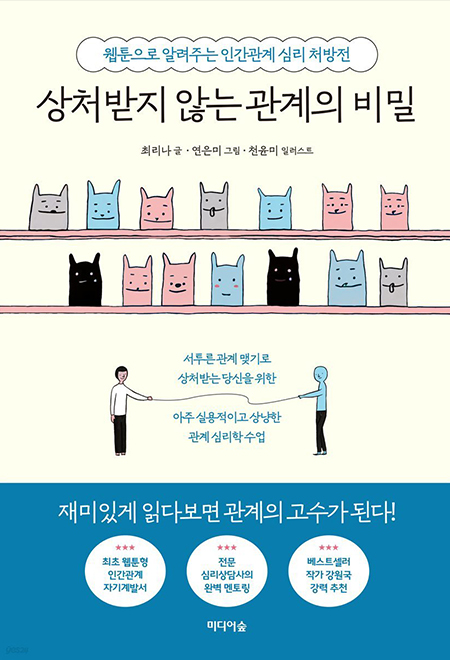 웹툰으로 알려주는 인간관계 심리 처방전
상처받지 않는 관계의 비밀
최리나 글 · 연은미 그림 · 천윤미 일러스트
서투른 관계 맺기로
상처받는 당신을 위한
아주 실용적이고 상냥한
관계 심리학 수업
재미있게 읽다보면 관계의 고수가 된다!
★★★
최초 웹툰형
인간관계
자기계발서
★★★
전문
심리상담사의
완벽 멘토링
★★★
베스트셀러
작가 강원국
강력 추천
미디어숲